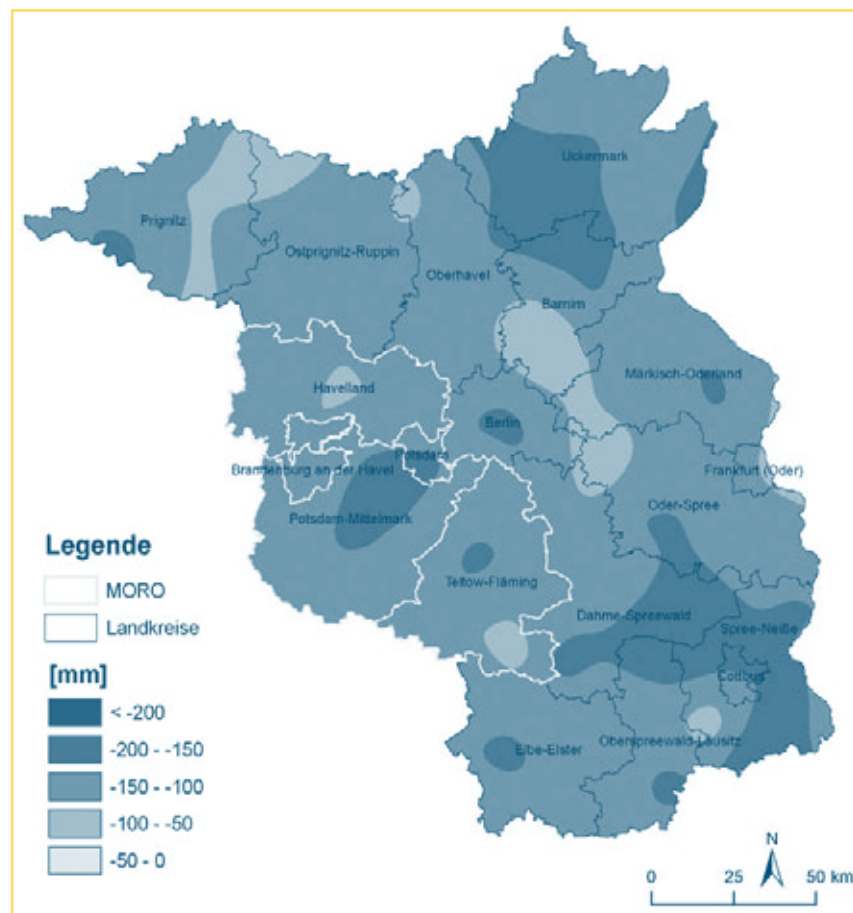 Uckermark
Prignitz
Ostprignitz-Ruppin
Oberhavel
Barnim
Märkisch-Oderland
Havelland
Berlin
Potsdam
Brandenburg an der Havel
Frankfurt (Oder)
Oder-Spree
Potsdam-Mittelmark
Teltow-Fläming
Dahme-Spreewald
Spree-Neiße
Cottbus
Oberspreewald-Lausitz
Elbe-Elster
Legende
MORO
Landkreise
[mm]
< -200
-200 - -150
-150 - -100
-100 - -50
-50 - 0
N
0 25 50 km